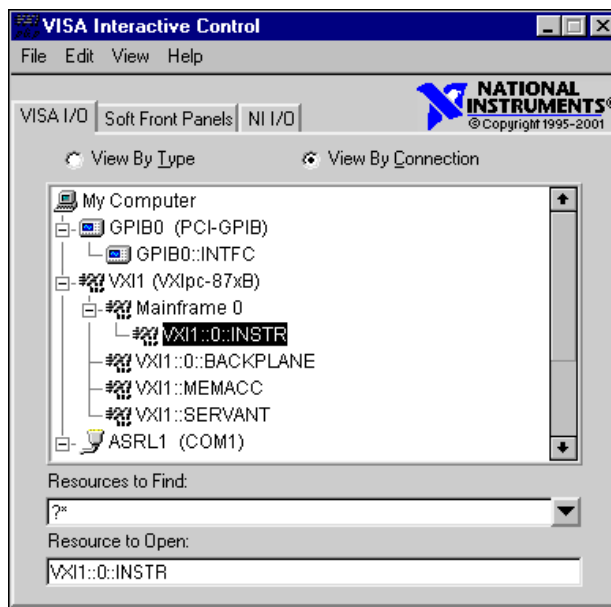 VISA Interactive Control
File Edit View Help
NATIONAL
INSTRUMENTS®
© Copyright 1995-2001
VISA I/O Soft Front Panels NI I/O
View By Type View By Connection
My Computer
GPIB0 (PCI-GPIB)
GPIB0::INTFC
VXI1 (VXIpc-87xB)
Mainframe 0
VXI1::0::INSTR
VXI1::0::BACKPLANE
VXI1::MEMACC
VXI1::SERVANT
ASRL1 (COM1)
Resources to Find:
?*
Resource to Open:
VXI1::0::INSTR